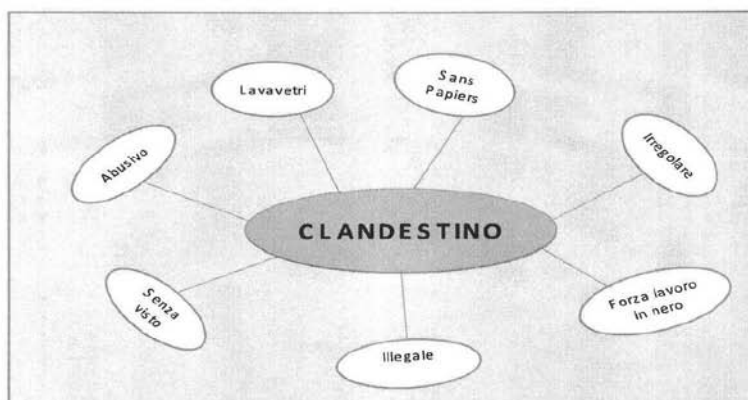 Lavavetri
Sans
Papiers
Abusivo
Irregolare
CLANDESTINO
Senza
visto
Forza lavoro
in nero
Illegale